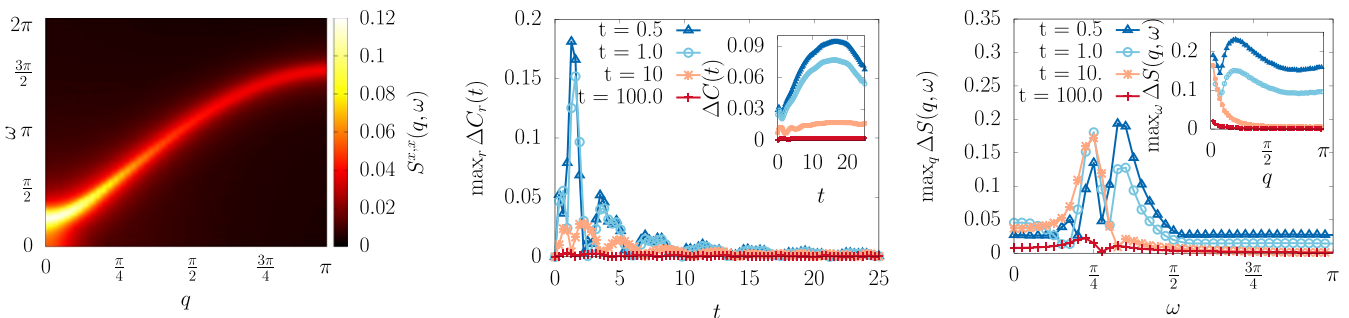 2π
3π/2
ω π
π/2
0
0 π/4 π/2 3π/4 π
q
0.12
0.1
0.08
0.06
0.04
0.02
0
S^{x,x}(q, ω)
0.2
0.15
0.1
0.05
0
max_r ΔC_r(t)
0 5 10 15 20 25
t
t = 0.5
t = 1.0
t = 10
t = 100.0
0.09
0.06
0.03
0
ΔC(t)
0 10 20
t
0.35
0.3
0.25
0.2
0.15
0.1
0.05
0
max_q ΔS(q, ω)
0 π/4 π/2 3π/4 π
ω
t = 0.5
t = 1.0
t = 10.
t = 100.0
0.2
0.1
0
max_ω ΔS(q, ω)
0 π/2 π
q